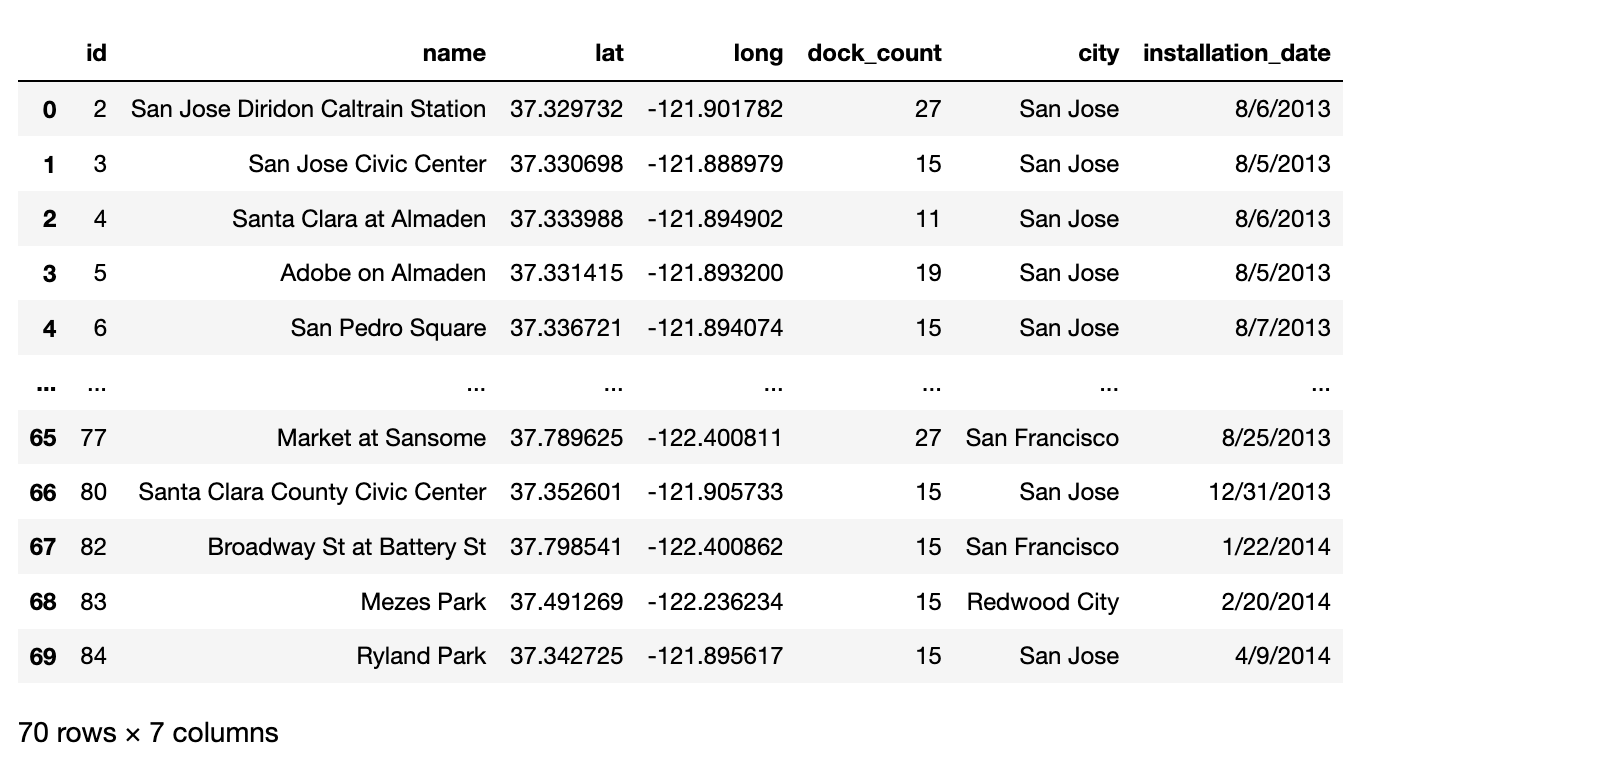 id name lat long dock_count city installation_date
0 2 San Jose Diridon Caltrain Station 37.329732 -121.901782 27 San Jose 8/6/2013
1 3 San Jose Civic Center 37.330698 -121.888979 15 San Jose 8/5/2013
2 4 Santa Clara at Almaden 37.333988 -121.894902 11 San Jose 8/6/2013
3 5 Adobe on Almaden 37.331415 -121.893200 19 San Jose 8/5/2013
4 6 San Pedro Square 37.336721 -121.894074 15 San Jose 8/7/2013
... ... ... ... ... ... ... ...
65 77 Market at Sansome 37.789625 -122.400811 27 San Francisco 8/25/2013
66 80 Santa Clara County Civic Center 37.352601 -121.905733 15 San Jose 12/31/2013
67 82 Broadway St at Battery St 37.798541 -122.400862 15 San Francisco 1/22/2014
68 83 Mezes Park 37.491269 -122.236234 15 Redwood City 2/20/2014
69 84 Ryland Park 37.342725 -121.895617 15 San Jose 4/9/2014
70 rows × 7 columns